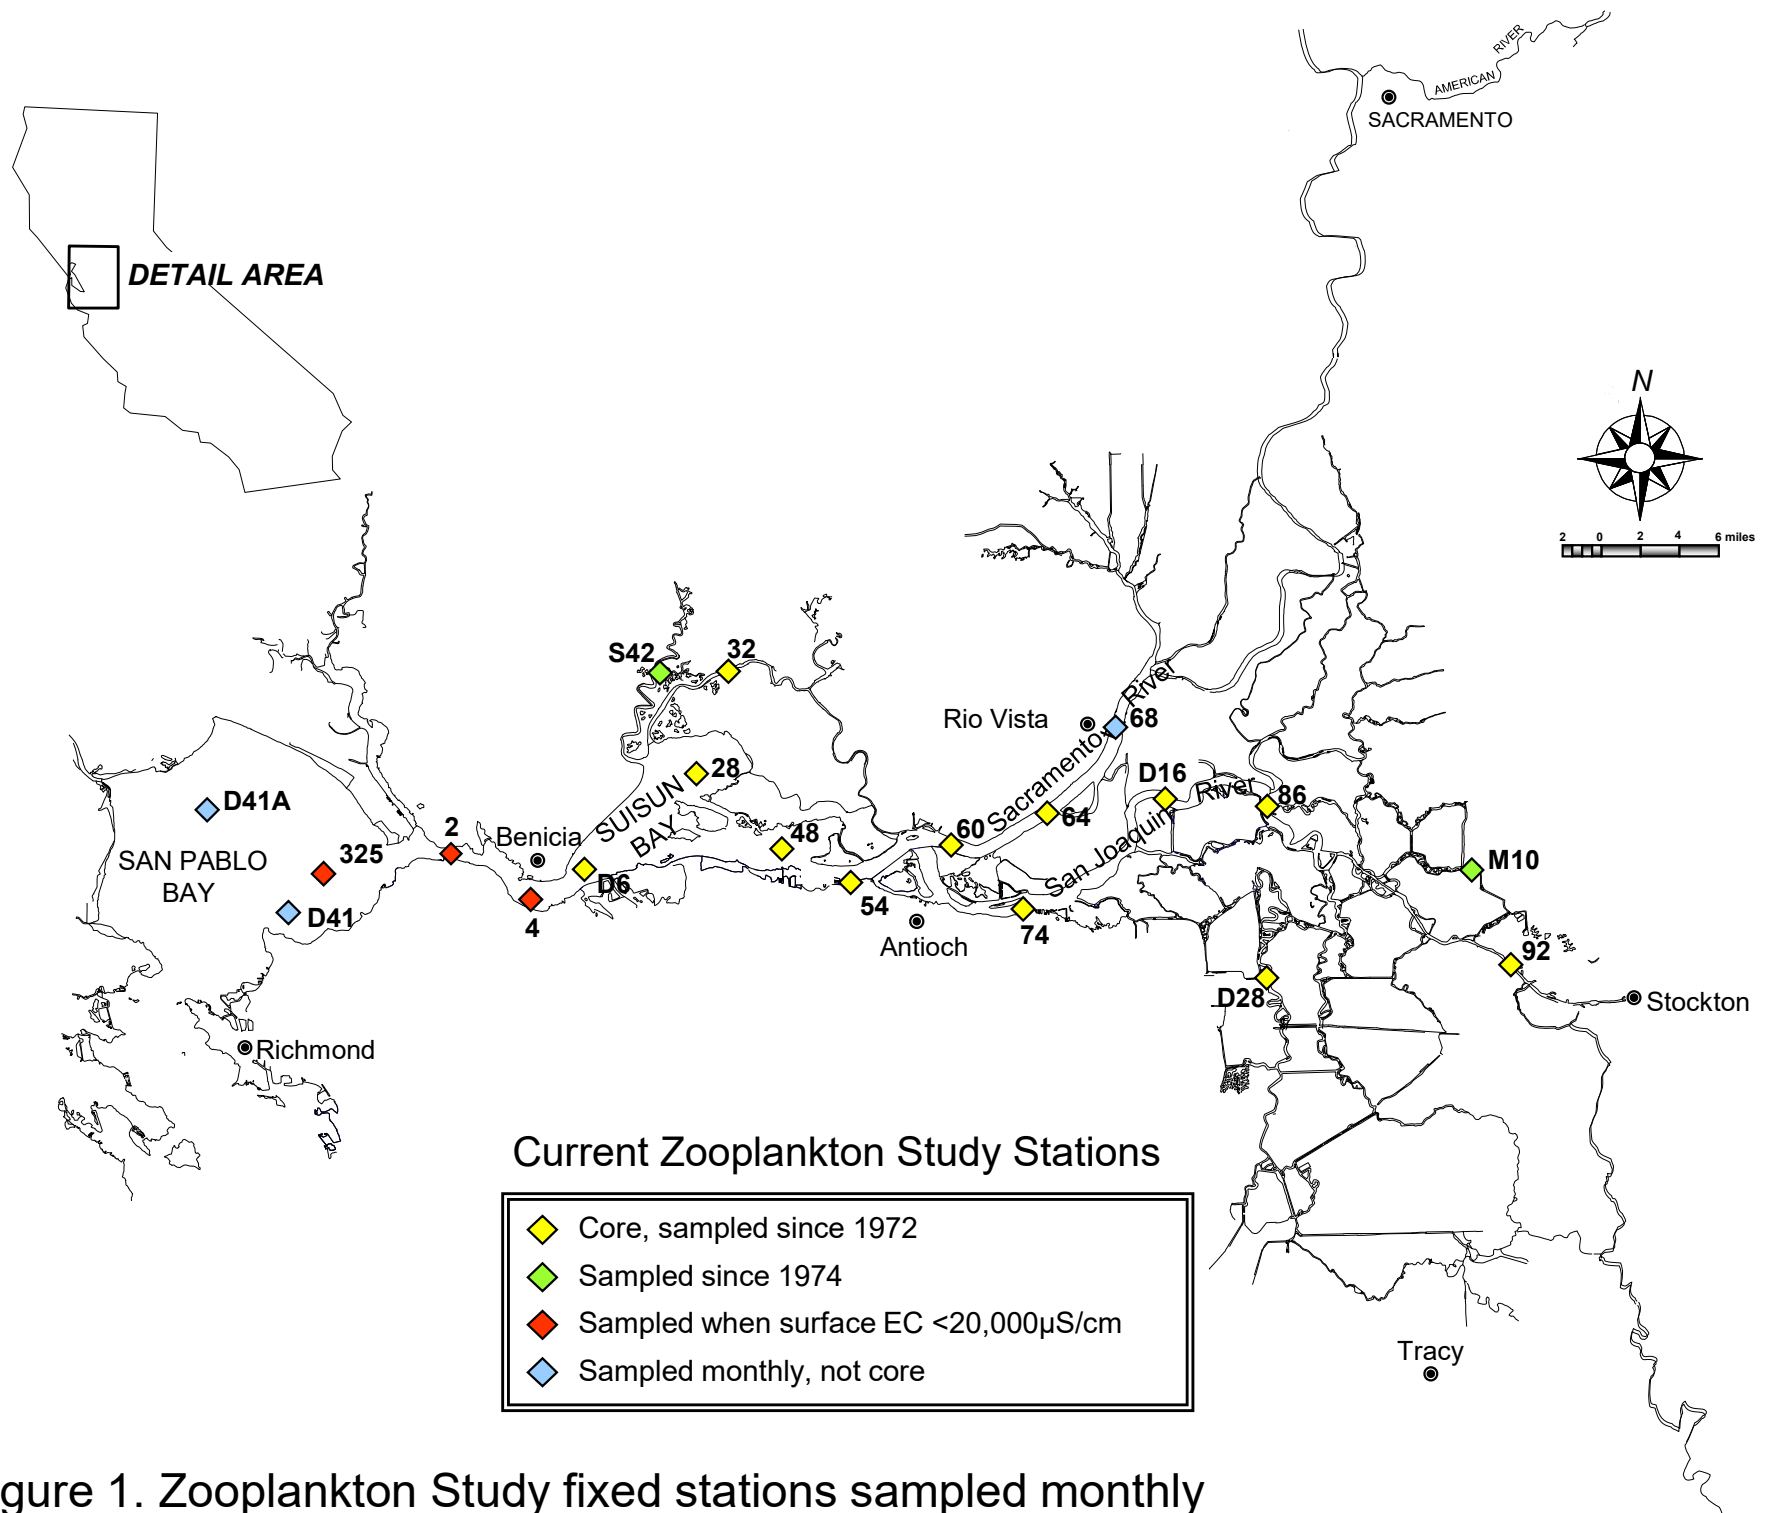 RIVER
AMERICAN
SACRAMENTO
DETAIL AREA
N
2 0 2 4 6 miles
S42
32
River
Rio Vista
68
28
SUISUN
BAY
Sacramento
D16
River
86
D41A
2
Benicia
48
60
64
San Joaquin
SAN PABLO
BAY
325
D6
M10
D41
4
54
74
Antioch
92
D28
Stockton
Richmond
Current Zooplankton Study Stations
Core, sampled since 1972
Sampled since 1974
Sampled when surface EC <20,000µS/cm
Sampled monthly, not core
Tracy
gure 1. Zooplankton Study fixed stations sampled monthly